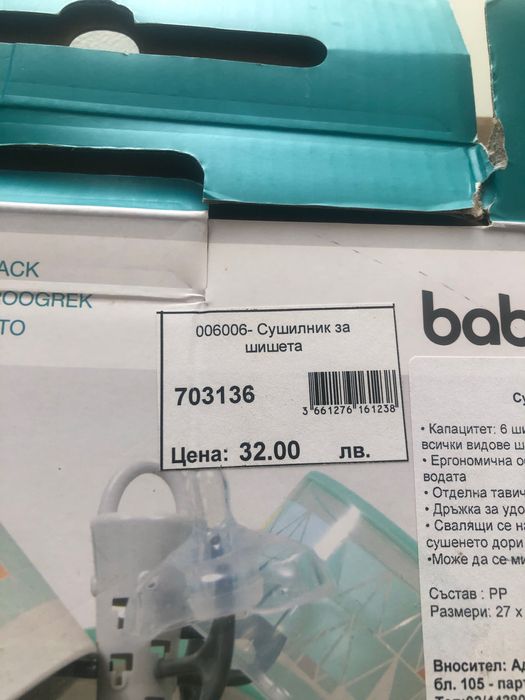 ACK
OOGREK
TO
006006- Сушилник за
шишета
703136
3 661276 161238
Цена: 32.00 лв.
bab
Су
• Капацитет: 6 ши
всички видове ш
• Ергономична о
водата
• Отделна тавич
• Дръжка за удо
• Свалящи се на
сушенето дори
•Може да се ми
Състав : PP
Размери: 27 x
Вносител: Ад
бл. 105 - пар